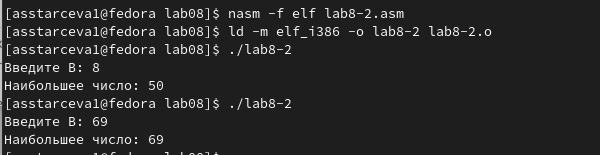 [asstarceva1@fedora lab08]$ nasm -f elf lab8-2.asm
[asstarceva1@fedora lab08]$ ld -m elf_i386 -o lab8-2 lab8-2.o
[asstarceva1@fedora lab08]$ ./lab8-2
Введите В: 8
Наибольшее число: 50
[asstarceva1@fedora lab08]$ ./lab8-2
Введите В: 69
Наибольшее число: 69